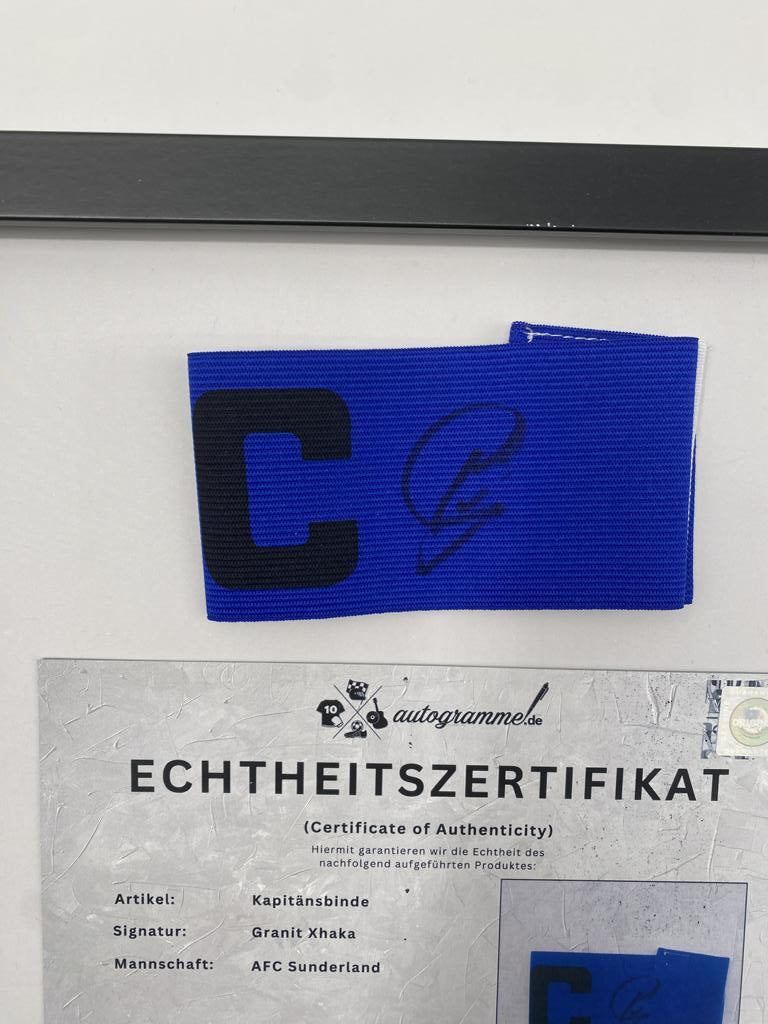 C
10
autogramme!.de
ECHTHEITSZERTIFIKAT
(Certificate of Authenticity)
Hiermit garantieren wir die Echtheit des
nachfolgend aufgeführten Produktes:
Artikel: Kapitänsbinde
Signatur: Granit Xhaka
Mannschaft: AFC Sunderland
C